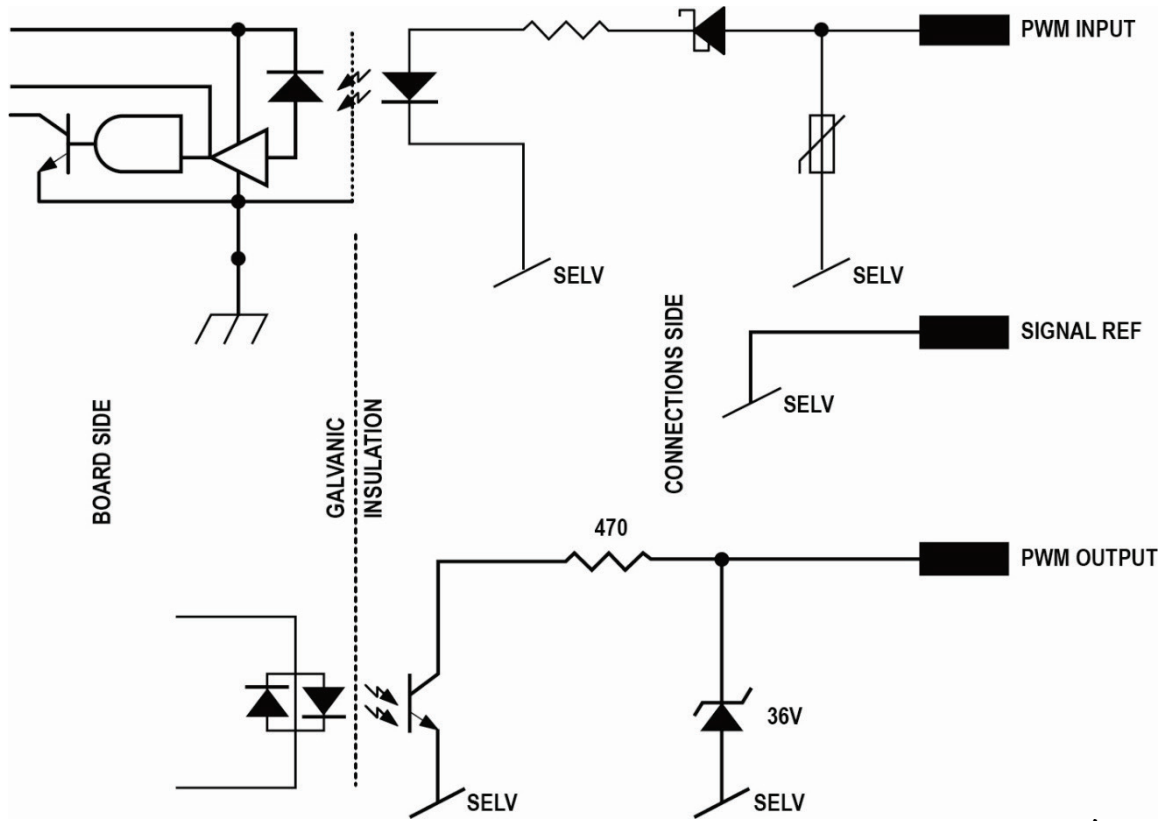 PWM INPUT
SELV
SELV
SIGNAL REF
SELV
BOARD SIDE
GALVANIC
INSULATION
CONNECTIONS SIDE
470
PWM OUTPUT
36V
SELV
SELV